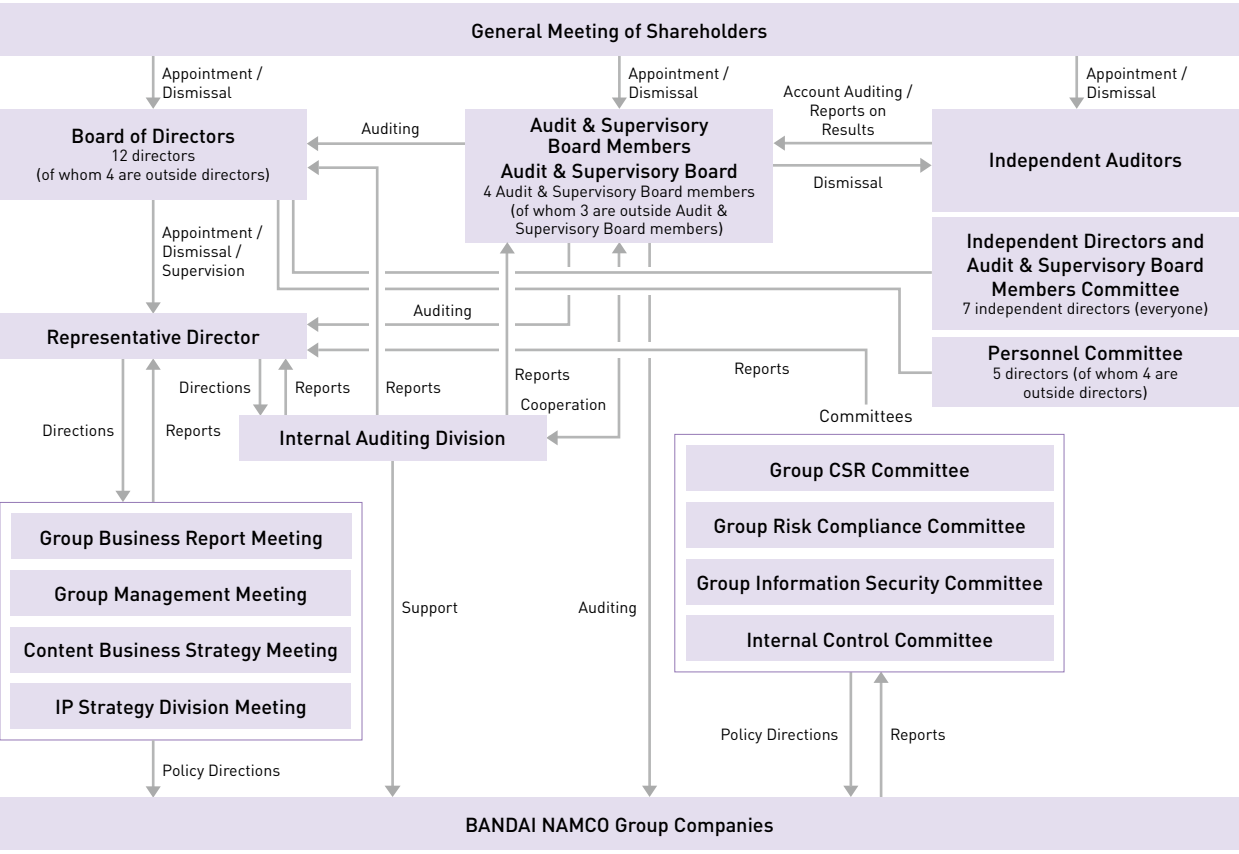 General Meeting of Shareholders
Appointment /
Dismissal
Appointment /
Dismissal
Appointment /
Dismissal
Account Auditing /
Reports on
Results
Board of Directors
12 directors
(of whom 4 are outside directors)
Auditing
Audit & Supervisory
Board Members
Audit & Supervisory Board
4 Audit & Supervisory Board members
(of whom 3 are outside Audit &
Supervisory Board members)
Dismissal
Independent Auditors
Appointment /
Dismissal /
Supervision
Independent Directors and
Audit & Supervisory Board
Members Committee
7 independent directors (everyone)
Auditing
Representative Director
Personnel Committee
5 directors (of whom 4 are
outside directors)
Directions
Reports
Reports
Reports
Cooperation
Reports
Committees
Directions
Reports
Internal Auditing Division
Group CSR Committee
Group Risk Compliance Committee
Group Information Security Committee
Internal Control Committee
Group Business Report Meeting
Group Management Meeting
Content Business Strategy Meeting
IP Strategy Division Meeting
Support
Auditing
Policy Directions
Policy Directions
Reports
BANDAI NAMCO Group Companies